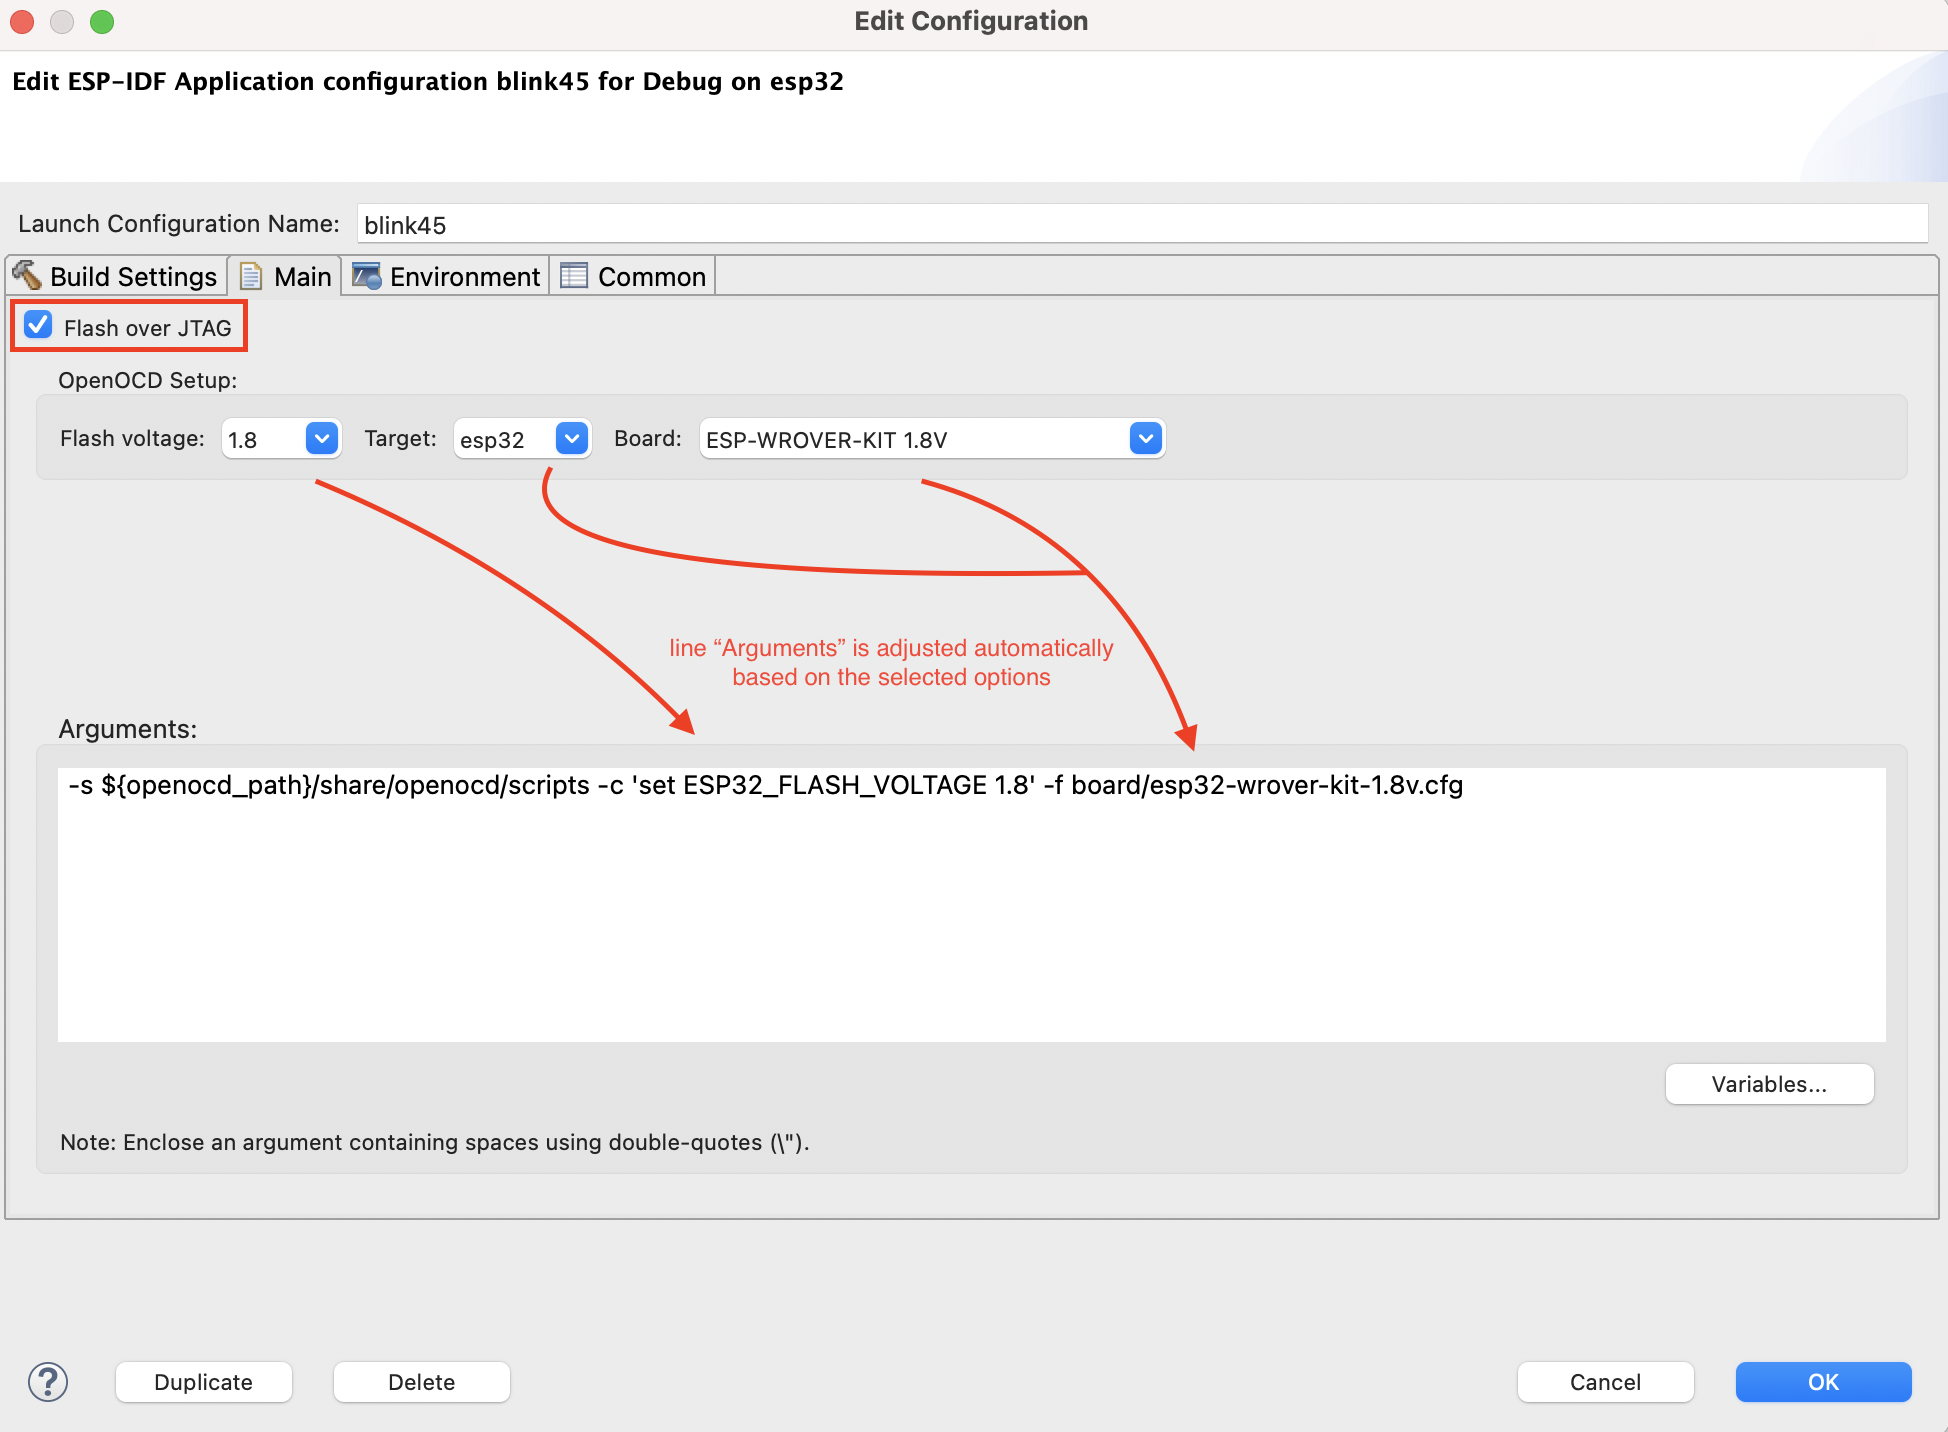 Edit Configuration
Edit ESP-IDF Application configuration blink45 for Debug on esp32
Launch Configuration Name: blink45
Build Settings Main Environment Common
Flash over JTAG
OpenOCD Setup:
Flash voltage: 1.8 Target: esp32 Board: ESP-WROVER-KIT 1.8V
line “Arguments” is adjusted automatically
based on the selected options
Arguments:
-s ${openocd_path}/share/openocd/scripts -c 'set ESP32_FLASH_VOLTAGE 1.8' -f board/esp32-wrover-kit-1.8v.cfg
Variables...
Note: Enclose an argument containing spaces using double-quotes (\").
? Duplicate Delete Cancel OK